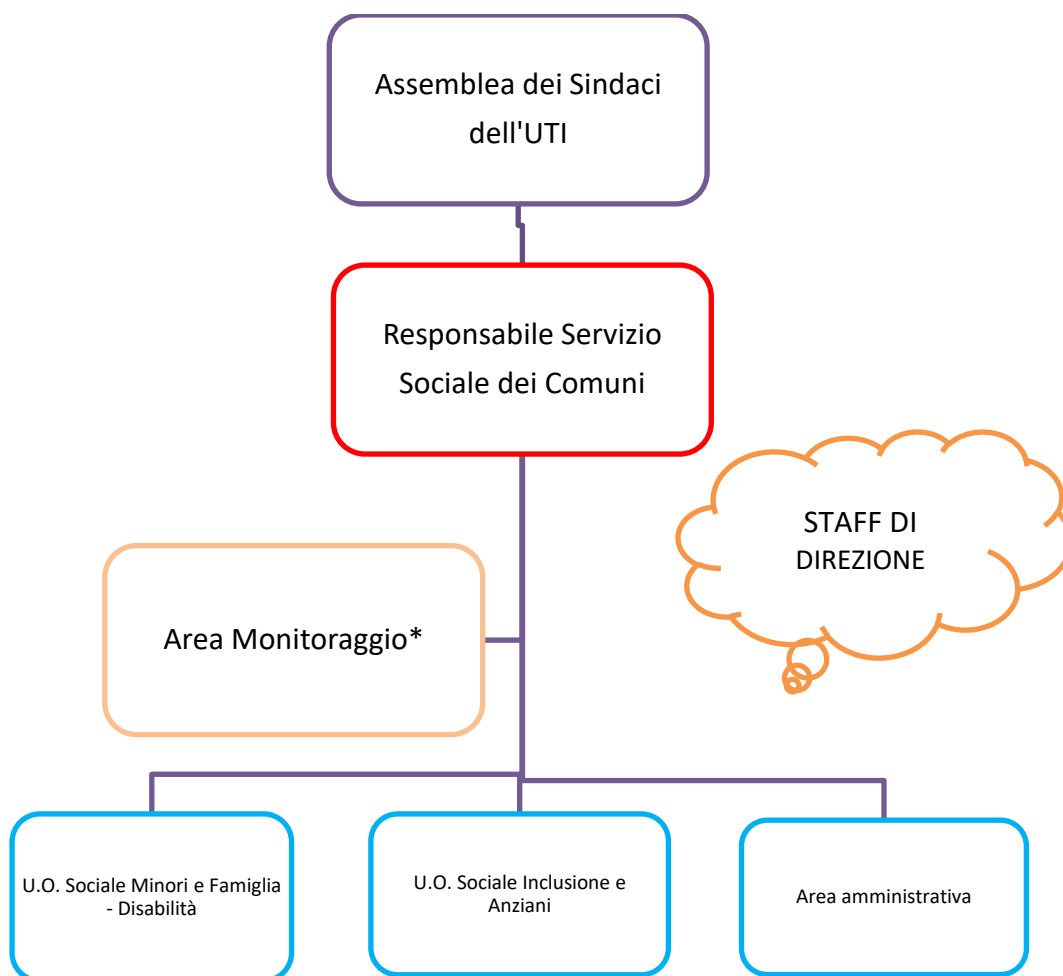 Assemblea dei Sindaci
dell'UTI
Responsabile Servizio
Sociale dei Comuni
STAFF DI
DIREZIONE
Area Monitoraggio*
U.O. Sociale Minori e Famiglia
- Disabilità
U.O. Sociale Inclusione e
Anziani
Area amministrativa